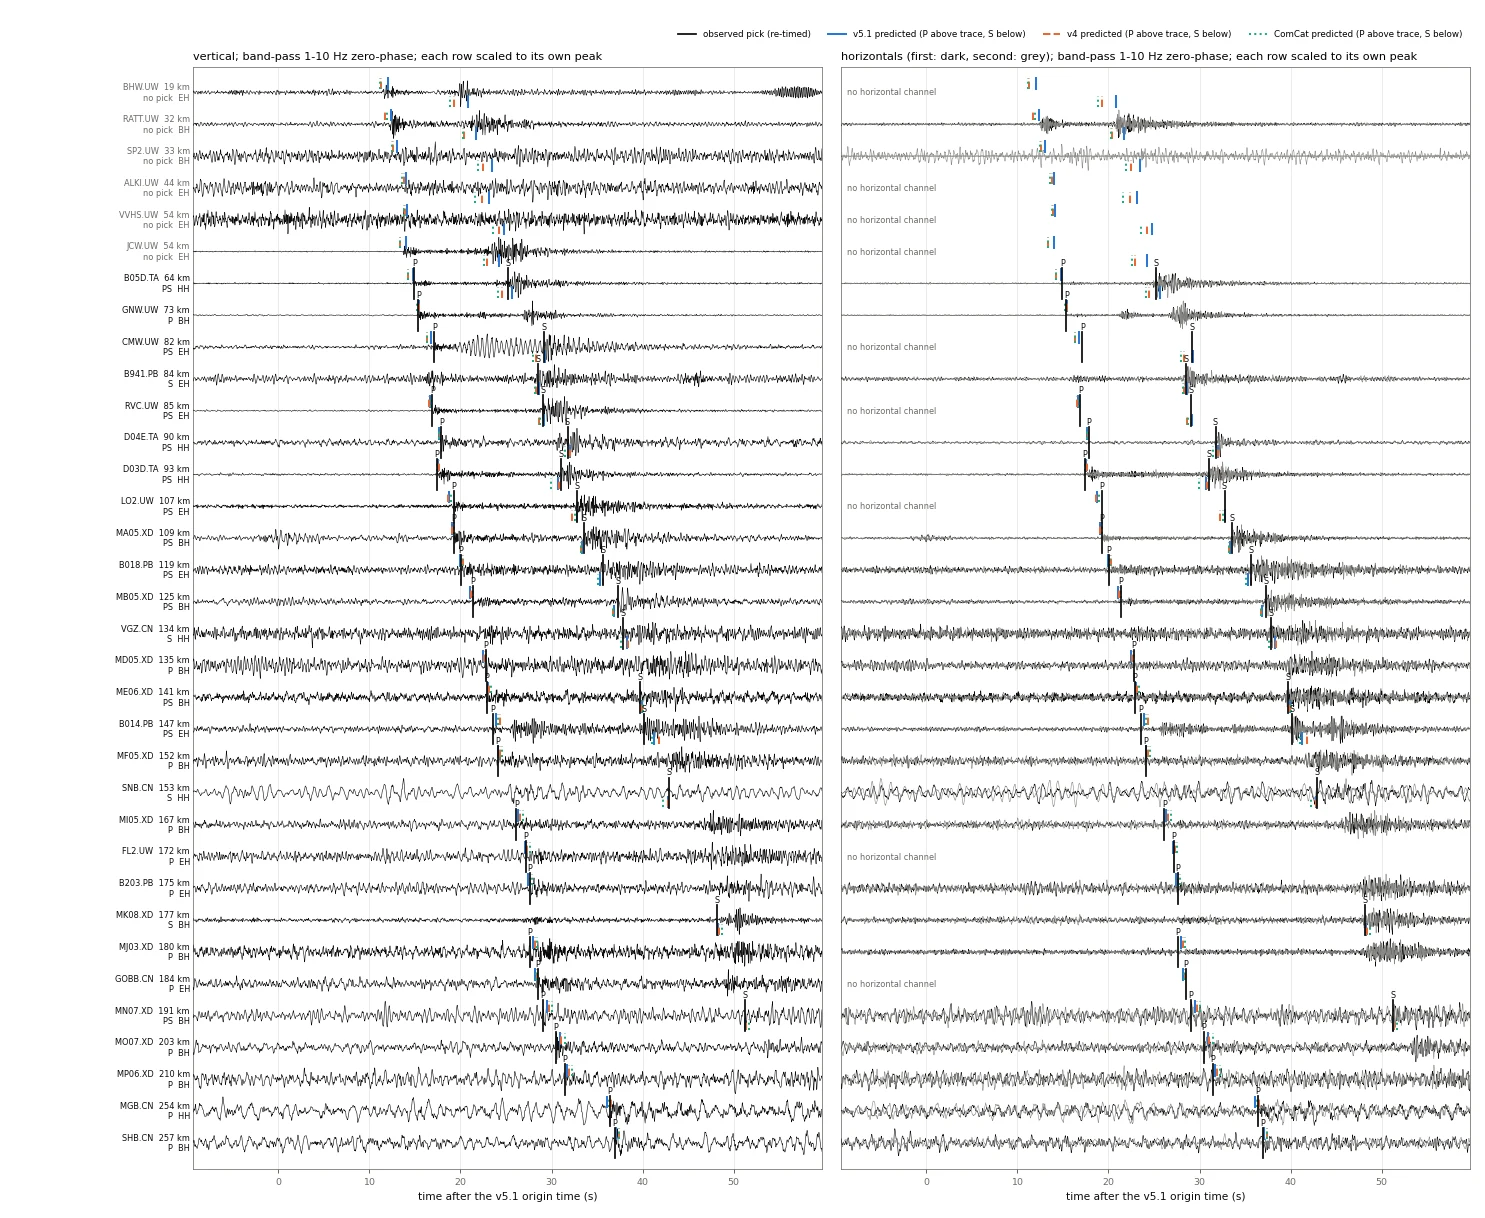 observed pick (re-timed)
v5.1 predicted (P above trace, S below)
v4 predicted (P above trace, S below)
ComCat predicted (P above trace, S below)
vertical; band-pass 1-10 Hz zero-phase; each row scaled to its own peak
horizontals (first: dark, second: grey); band-pass 1-10 Hz zero-phase; each row scaled to its own peak
BHW.UW 19 km
no pick EH
no horizontal channel
RATT.UW 32 km
no pick BH
SP2.UW 33 km
no pick BH
ALKI.UW 44 km
no pick EH
no horizontal channel
VVHS.UW 54 km
no pick EH
no horizontal channel
JCW.UW 54 km
no pick EH
no horizontal channel
B05D.TA 64 km
PS HH
P S P S
GNW.UW 73 km
P BH
P P
CMW.UW 82 km
PS EH
P S P S
no horizontal channel
B941.PB 84 km
S EH
S S
RVC.UW 85 km
PS EH
P S P S
no horizontal channel
D04E.TA 90 km
PS HH
P S P S
D03D.TA 93 km
PS HH
P S P S
LO2.UW 107 km
PS EH
P S P S
no horizontal channel
MA05.XD 109 km
PS BH
P S P S
B018.PB 119 km
PS EH
P S P S
MB05.XD 125 km
PS BH
P S P S
VGZ.CN 134 km
S HH
S S
MD05.XD 135 km
P BH
P P
ME06.XD 141 km
PS BH
P S P S
B014.PB 147 km
PS EH
P S P S
MF05.XD 152 km
P BH
P P
SNB.CN 153 km
S HH
S S
MI05.XD 167 km
P BH
P P
FL2.UW 172 km
P EH
P P
no horizontal channel
B203.PB 175 km
P EH
P P
MK08.XD 177 km
S BH
S S
MJ03.XD 180 km
P BH
P P
GOBB.CN 184 km
P EH
P P
no horizontal channel
MN07.XD 191 km
PS BH
P S P S
MO07.XD 203 km
P BH
P P
MP06.XD 210 km
P BH
P P
MGB.CN 254 km
P HH
P P
SHB.CN 257 km
P BH
P P
0 10 20 30 40 50
0 10 20 30 40 50
time after the v5.1 origin time (s)
time after the v5.1 origin time (s)